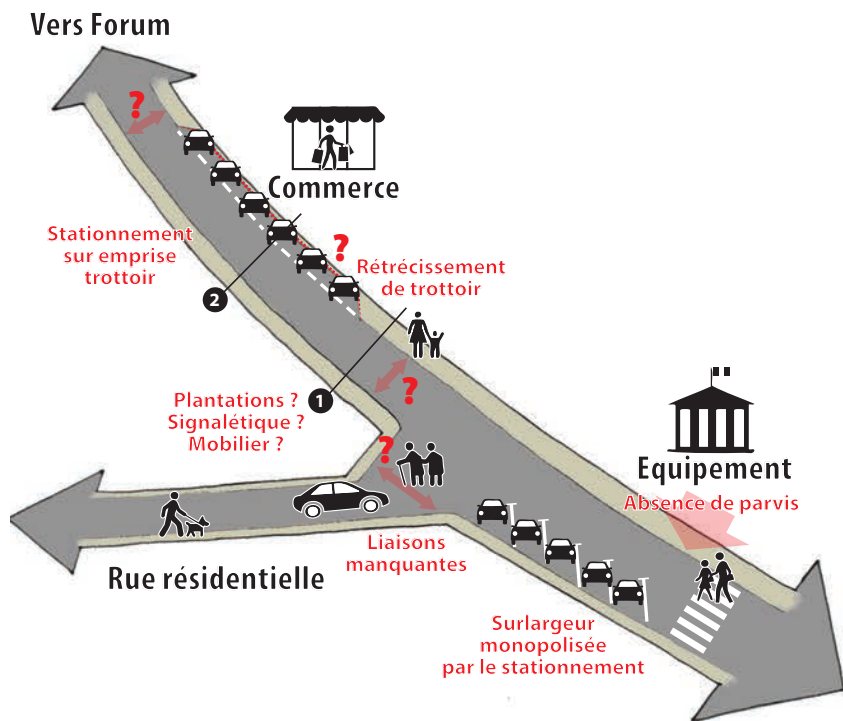 Vers Forum
?
Commerce
Stationnement
sur emprise
trottoir
?
Rétrécissement
de trottoir
2
Plantations ?
Signalétique ?
Mobilier ?
1
?
?
Equipement
Absence de parvis
Liaisons
manquantes
Rue résidentielle
Surlargeur
monopolisée
par le stationnement